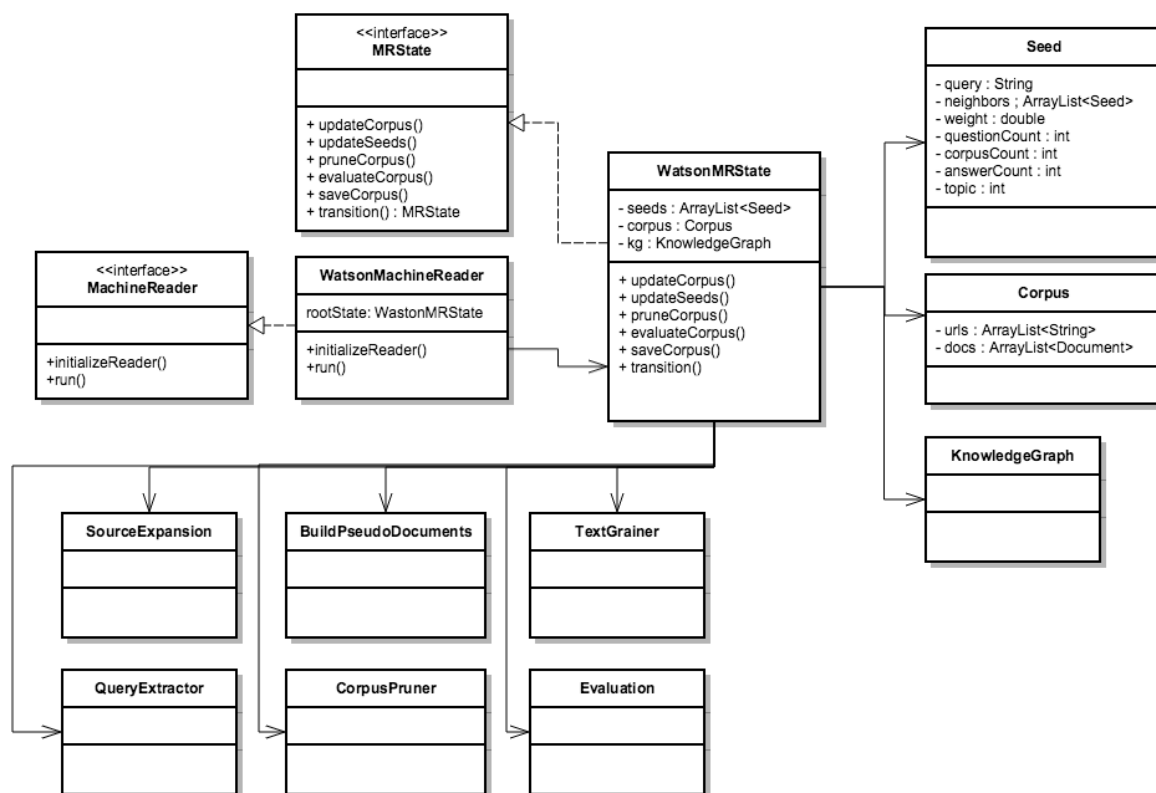 <<interface>>
MRState
+ updateCorpus()
+ updateSeeds()
+ pruneCorpus()
+ evaluateCorpus()
+ saveCorpus()
+ transition() : MRState
<<interface>>
MachineReader
+initializeReader()
+run()
WatsonMachineReader
rootState: WastonMRState
+initializeReader()
+run()
WatsonMRState
- seeds : ArrayList<Seed>
- corpus : Corpus
- kg : KnowledgeGraph
+ updateCorpus()
+ updateSeeds()
+ pruneCorpus()
+ evaluateCorpus()
+ saveCorpus()
+ transition()
Seed
- query : String
- neighbors ; ArrayList<Seed>
- weight : double
- questionCount : int
- corpusCount : int
- answerCount : int
- topic : int
Corpus
- urls : ArrayList<String>
- docs : ArrayList<Document>
KnowledgeGraph
SourceExpansion
BuildPseudoDocuments
TextGrainer
QueryExtractor
CorpusPruner
Evaluation